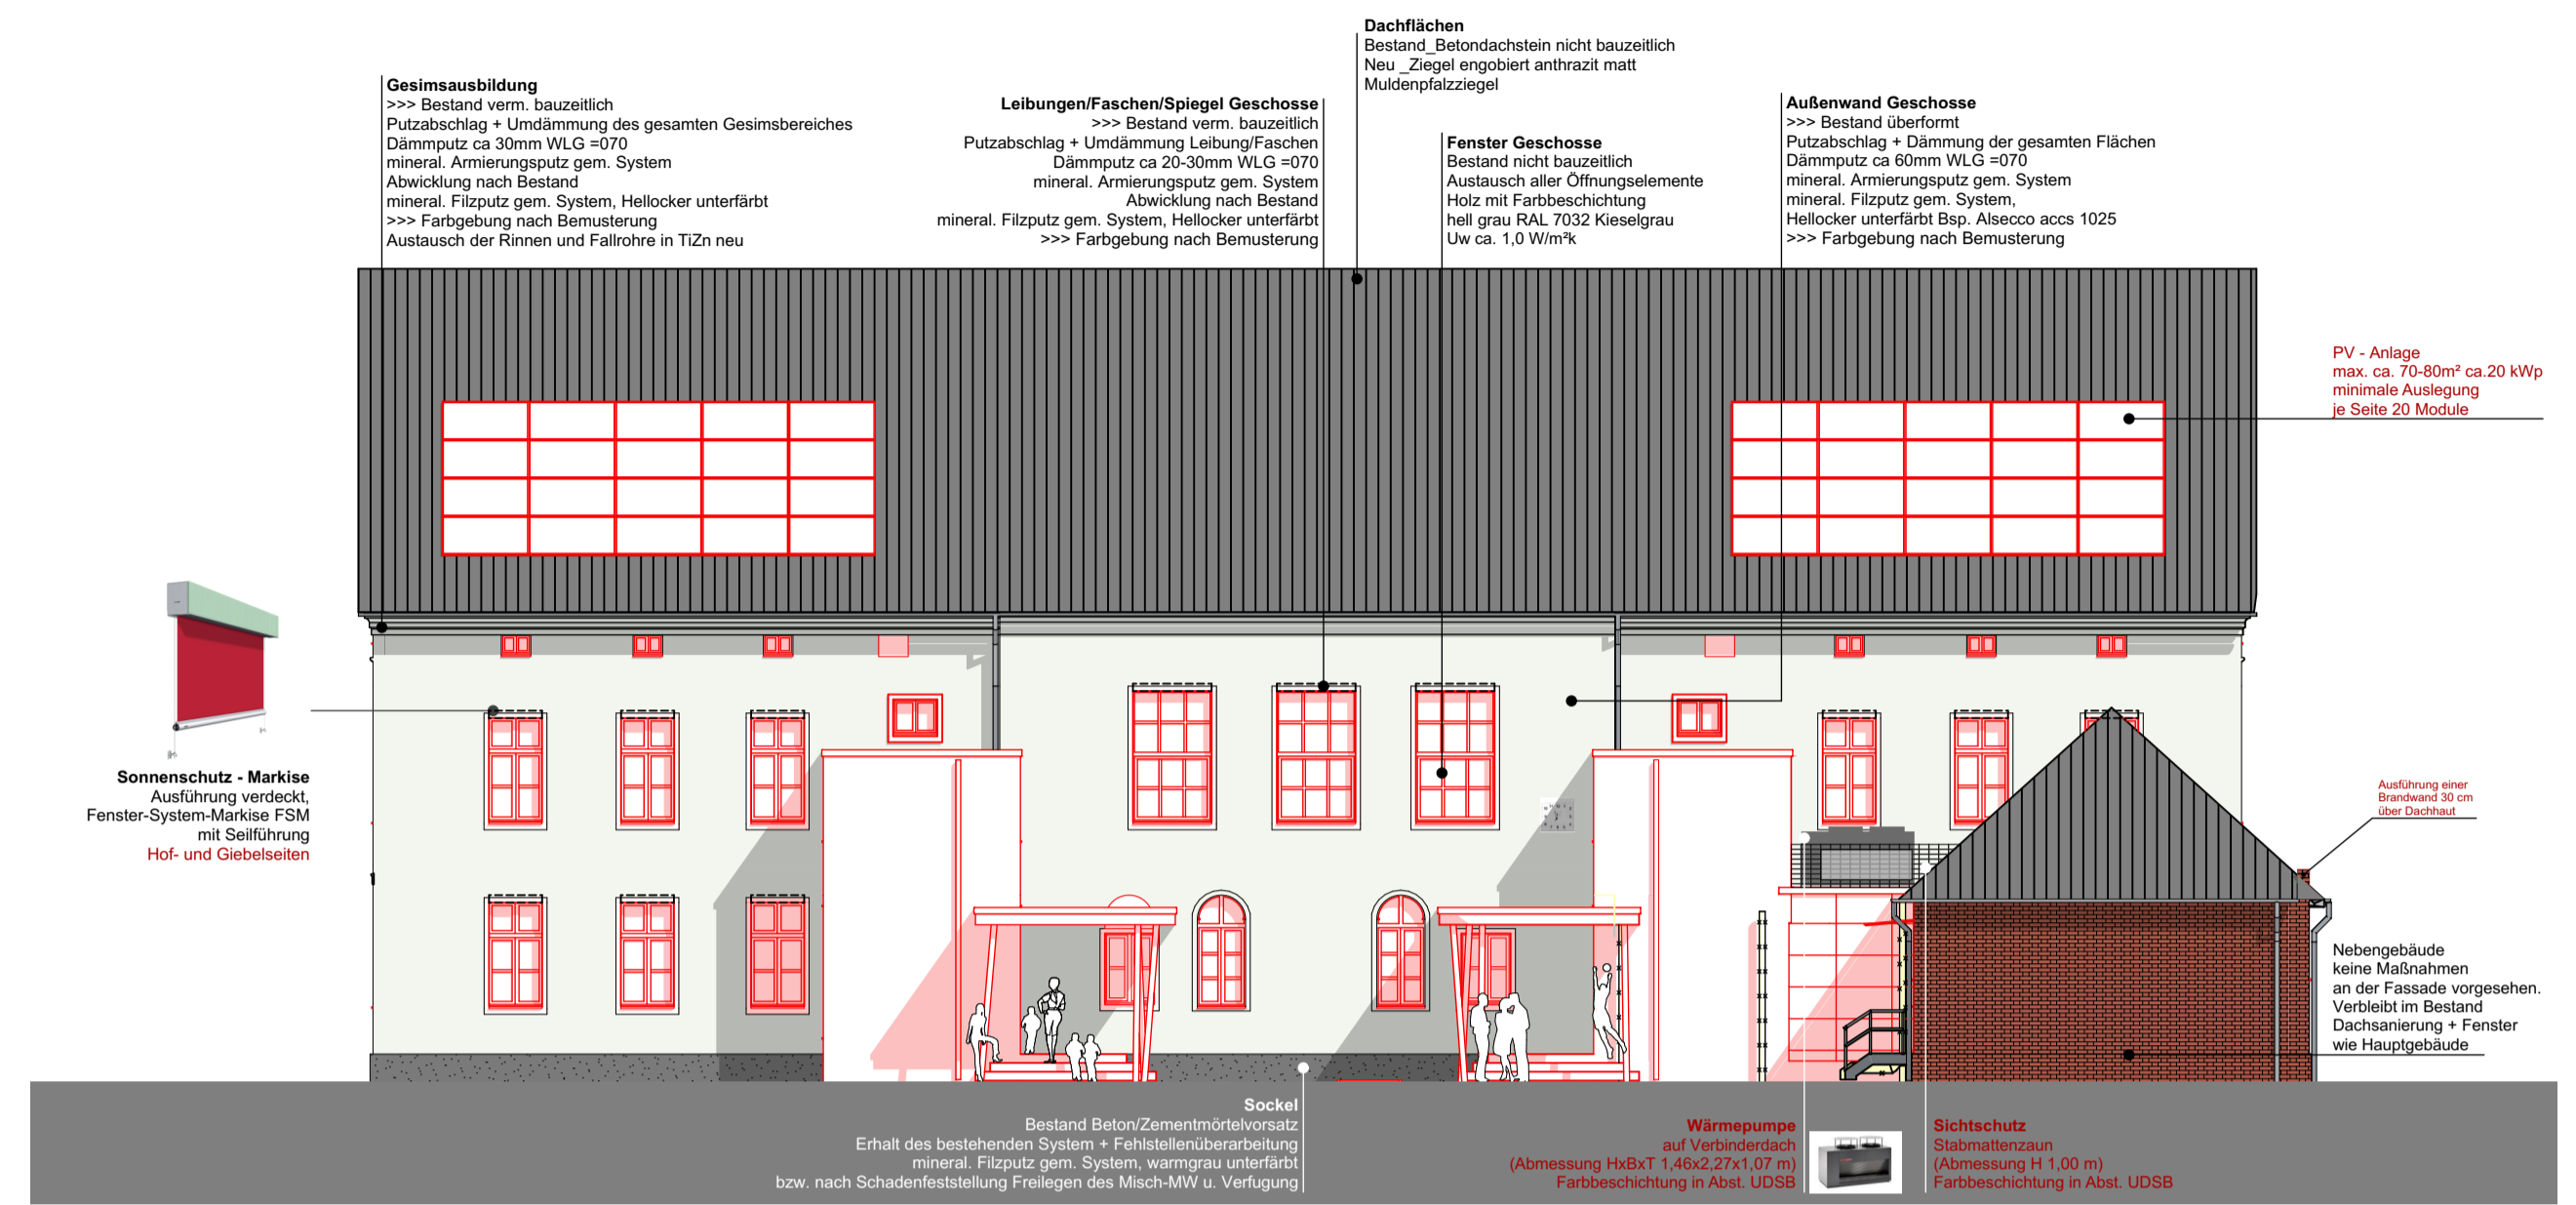 Dachflächen
Bestand_Betondachstein nicht bauzeitlich
Neu _Ziegel engobiert anthrazit matt
Muldenpfalzziegel
Gesimsausbildung
>>> Bestand verm. bauzeitlich
Putzabschlag + Umdämmung des gesamten Gesimsbereiches
Dämmputz ca 30mm WLG =070
mineral. Armierungsputz gem. System
Abwicklung nach Bestand
mineral. Filzputz gem. System, Hellocker unterfärbt
>>> Farbgebung nach Bemusterung
Austausch der Rinnen und Fallrohre in TiZn neu
Leibungen/Faschen/Spiegel Geschosse
>>> Bestand verm. bauzeitlich
Putzabschlag + Umdämmung Leibung/Faschen
Dämmputz ca 20-30mm WLG =070
mineral. Armierungsputz gem. System
Abwicklung nach Bestand
mineral. Filzputz gem. System, Hellocker unterfärbt
>>> Farbgebung nach Bemusterung
Fenster Geschosse
Bestand nicht bauzeitlich
Austausch aller Öffnungselemente
Holz mit Farbbeschichtung
hell grau RAL 7032 Kieselgrau
Uw ca. 1,0 W/m²k
Außenwand Geschosse
>>> Bestand überformt
Putzabschlag + Dämmung der gesamten Flächen
Dämmputz ca 60mm WLG =070
mineral. Armierungsputz gem. System
mineral. Filzputz gem. System,
Hellocker unterfärbt Bsp. Alsecco accs 1025
>>> Farbgebung nach Bemusterung
PV - Anlage
max. ca. 70-80m² ca.20 kWp
minimale Auslegung
je Seite 20 Module
Sonnenschutz - Markise
Ausführung verdeckt,
Fenster-System-Markise FSM
mit Seilführung
Hof- und Giebelseiten
Ausführung einer
Brandwand 30 cm
über Dachhaut
Nebengebäude
keine Maßnahmen
an der Fassade vorgesehen.
Verbleibt im Bestand
Dachsanierung + Fenster
wie Hauptgebäude
Sockel
Bestand Beton/Zementmörtelvorsatz
Erhalt des bestehenden System + Fehlstellenüberarbeitung
mineral. Filzputz gem. System, warmgrau unterfärbt
bzw. nach Schadenfeststellung Freilegen des Misch-MW u. Verfugung
Wärmepumpe
auf Verbinderdach
(Abmessung HxBxT 1,46x2,27x1,07 m)
Farbbeschichtung in Abst. UDSB
Sichtschutz
Stabmattenzaun
(Abmessung H 1,00 m)
Farbbeschichtung in Abst. UDSB